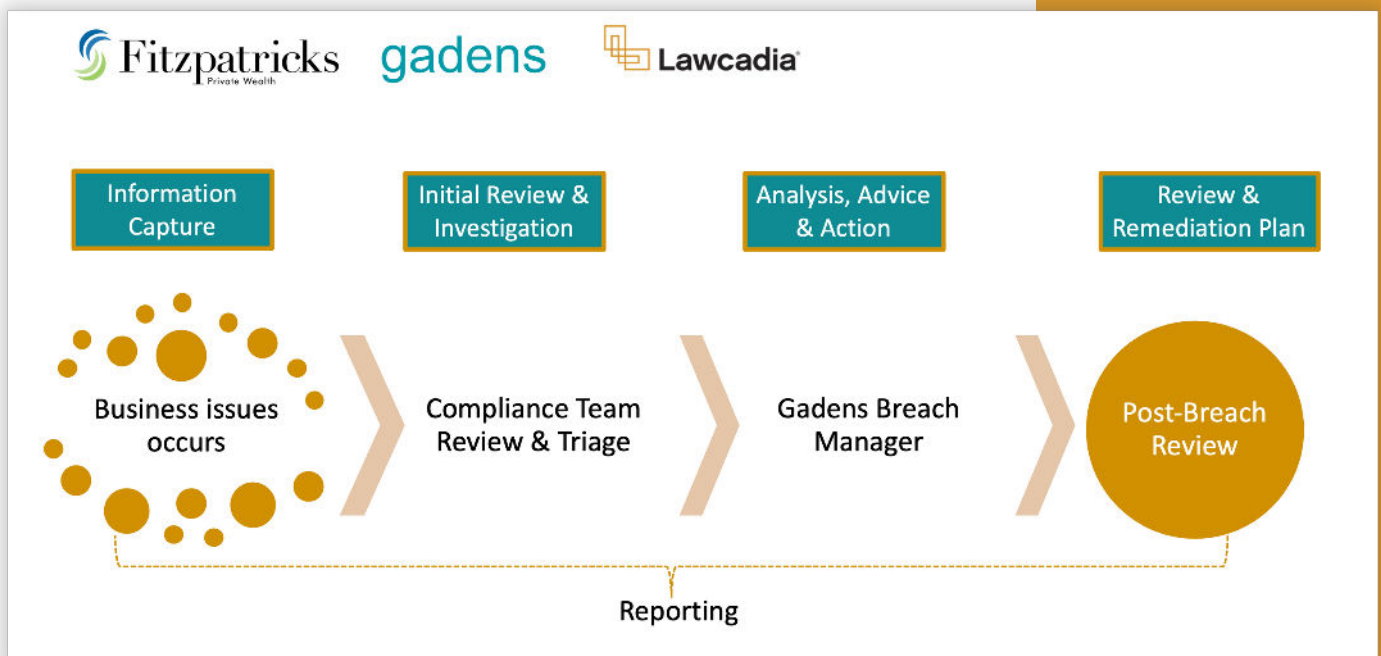 Fitzpatricks
Private Wealth
gadens
Lawcadia
Information
Capture
Initial Review &
Investigation
Analysis, Advice
& Action
Review &
Remediation Plan
Business issues
occurs
Compliance Team
Review & Triage
Gadens Breach
Manager
Post-Breach
Review
Reporting